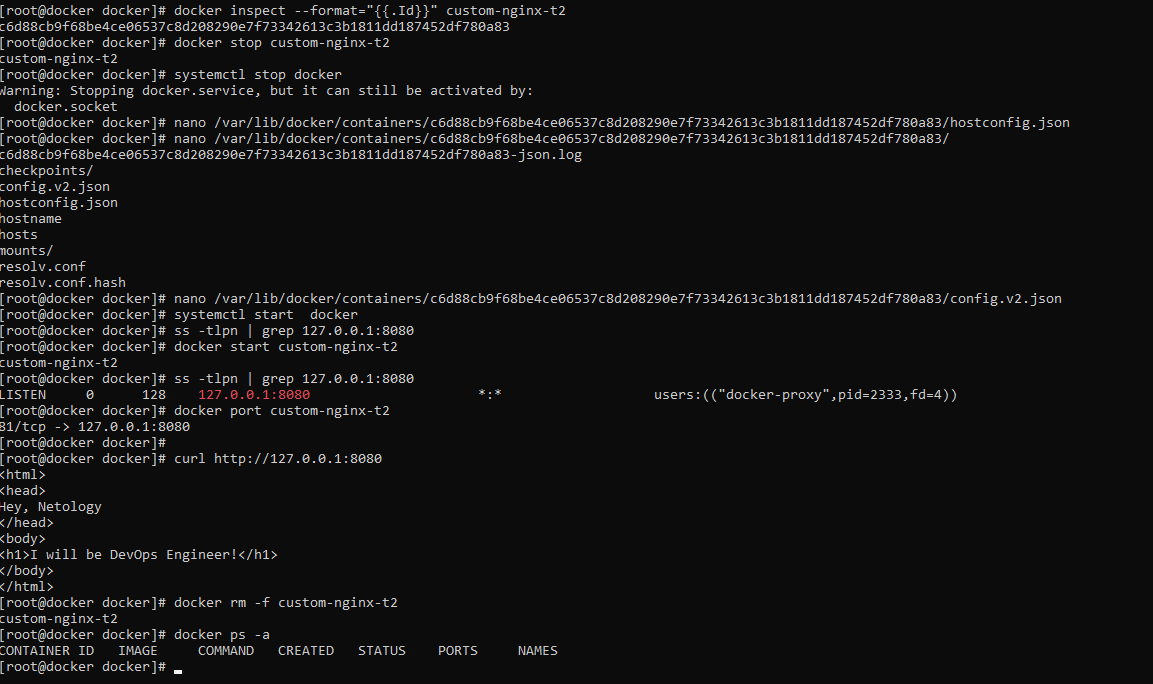 [root@docker docker]# docker inspect --format="{{.Id}}" custom-nginx-t2
c6d88cb9f68be4ce06537c8d208290e7f73342613c3b1811dd187452df780a83
[root@docker docker]# docker stop custom-nginx-t2
custom-nginx-t2
[root@docker docker]# systemctl stop docker
Warning: Stopping docker.service, but it can still be activated by:
  docker.socket
[root@docker docker]# nano /var/lib/docker/containers/c6d88cb9f68be4ce06537c8d208290e7f73342613c3b1811dd187452df780a83/hostconfig.json
[root@docker docker]# nano /var/lib/docker/containers/c6d88cb9f68be4ce06537c8d208290e7f73342613c3b1811dd187452df780a83/
c6d88cb9f68be4ce06537c8d208290e7f73342613c3b1811dd187452df780a83-json.log
checkpoints/
config.v2.json
hostconfig.json
hostname
hosts
mounts/
resolv.conf
resolv.conf.hash
[root@docker docker]# nano /var/lib/docker/containers/c6d88cb9f68be4ce06537c8d208290e7f73342613c3b1811dd187452df780a83/config.v2.json
[root@docker docker]# systemctl start  docker
[root@docker docker]# ss -tlpn | grep 127.0.0.1:8080
[root@docker docker]# docker start custom-nginx-t2
custom-nginx-t2
[root@docker docker]# ss -tlpn | grep 127.0.0.1:8080
LISTEN     0      128    127.0.0.1:8080                     *:*                   users:(("docker-proxy",pid=2333,fd=4))
[root@docker docker]# docker port custom-nginx-t2
81/tcp -> 127.0.0.1:8080
[root@docker docker]#
[root@docker docker]# curl http://127.0.0.1:8080
<html>
<head>
Hey, Netology
</head>
<body>
<h1>I will be DevOps Engineer!</h1>
</body>
</html>
[root@docker docker]# docker rm -f custom-nginx-t2
custom-nginx-t2
[root@docker docker]# docker ps -a
CONTAINER ID   IMAGE     COMMAND   CREATED   STATUS    PORTS     NAMES
[root@docker docker]#